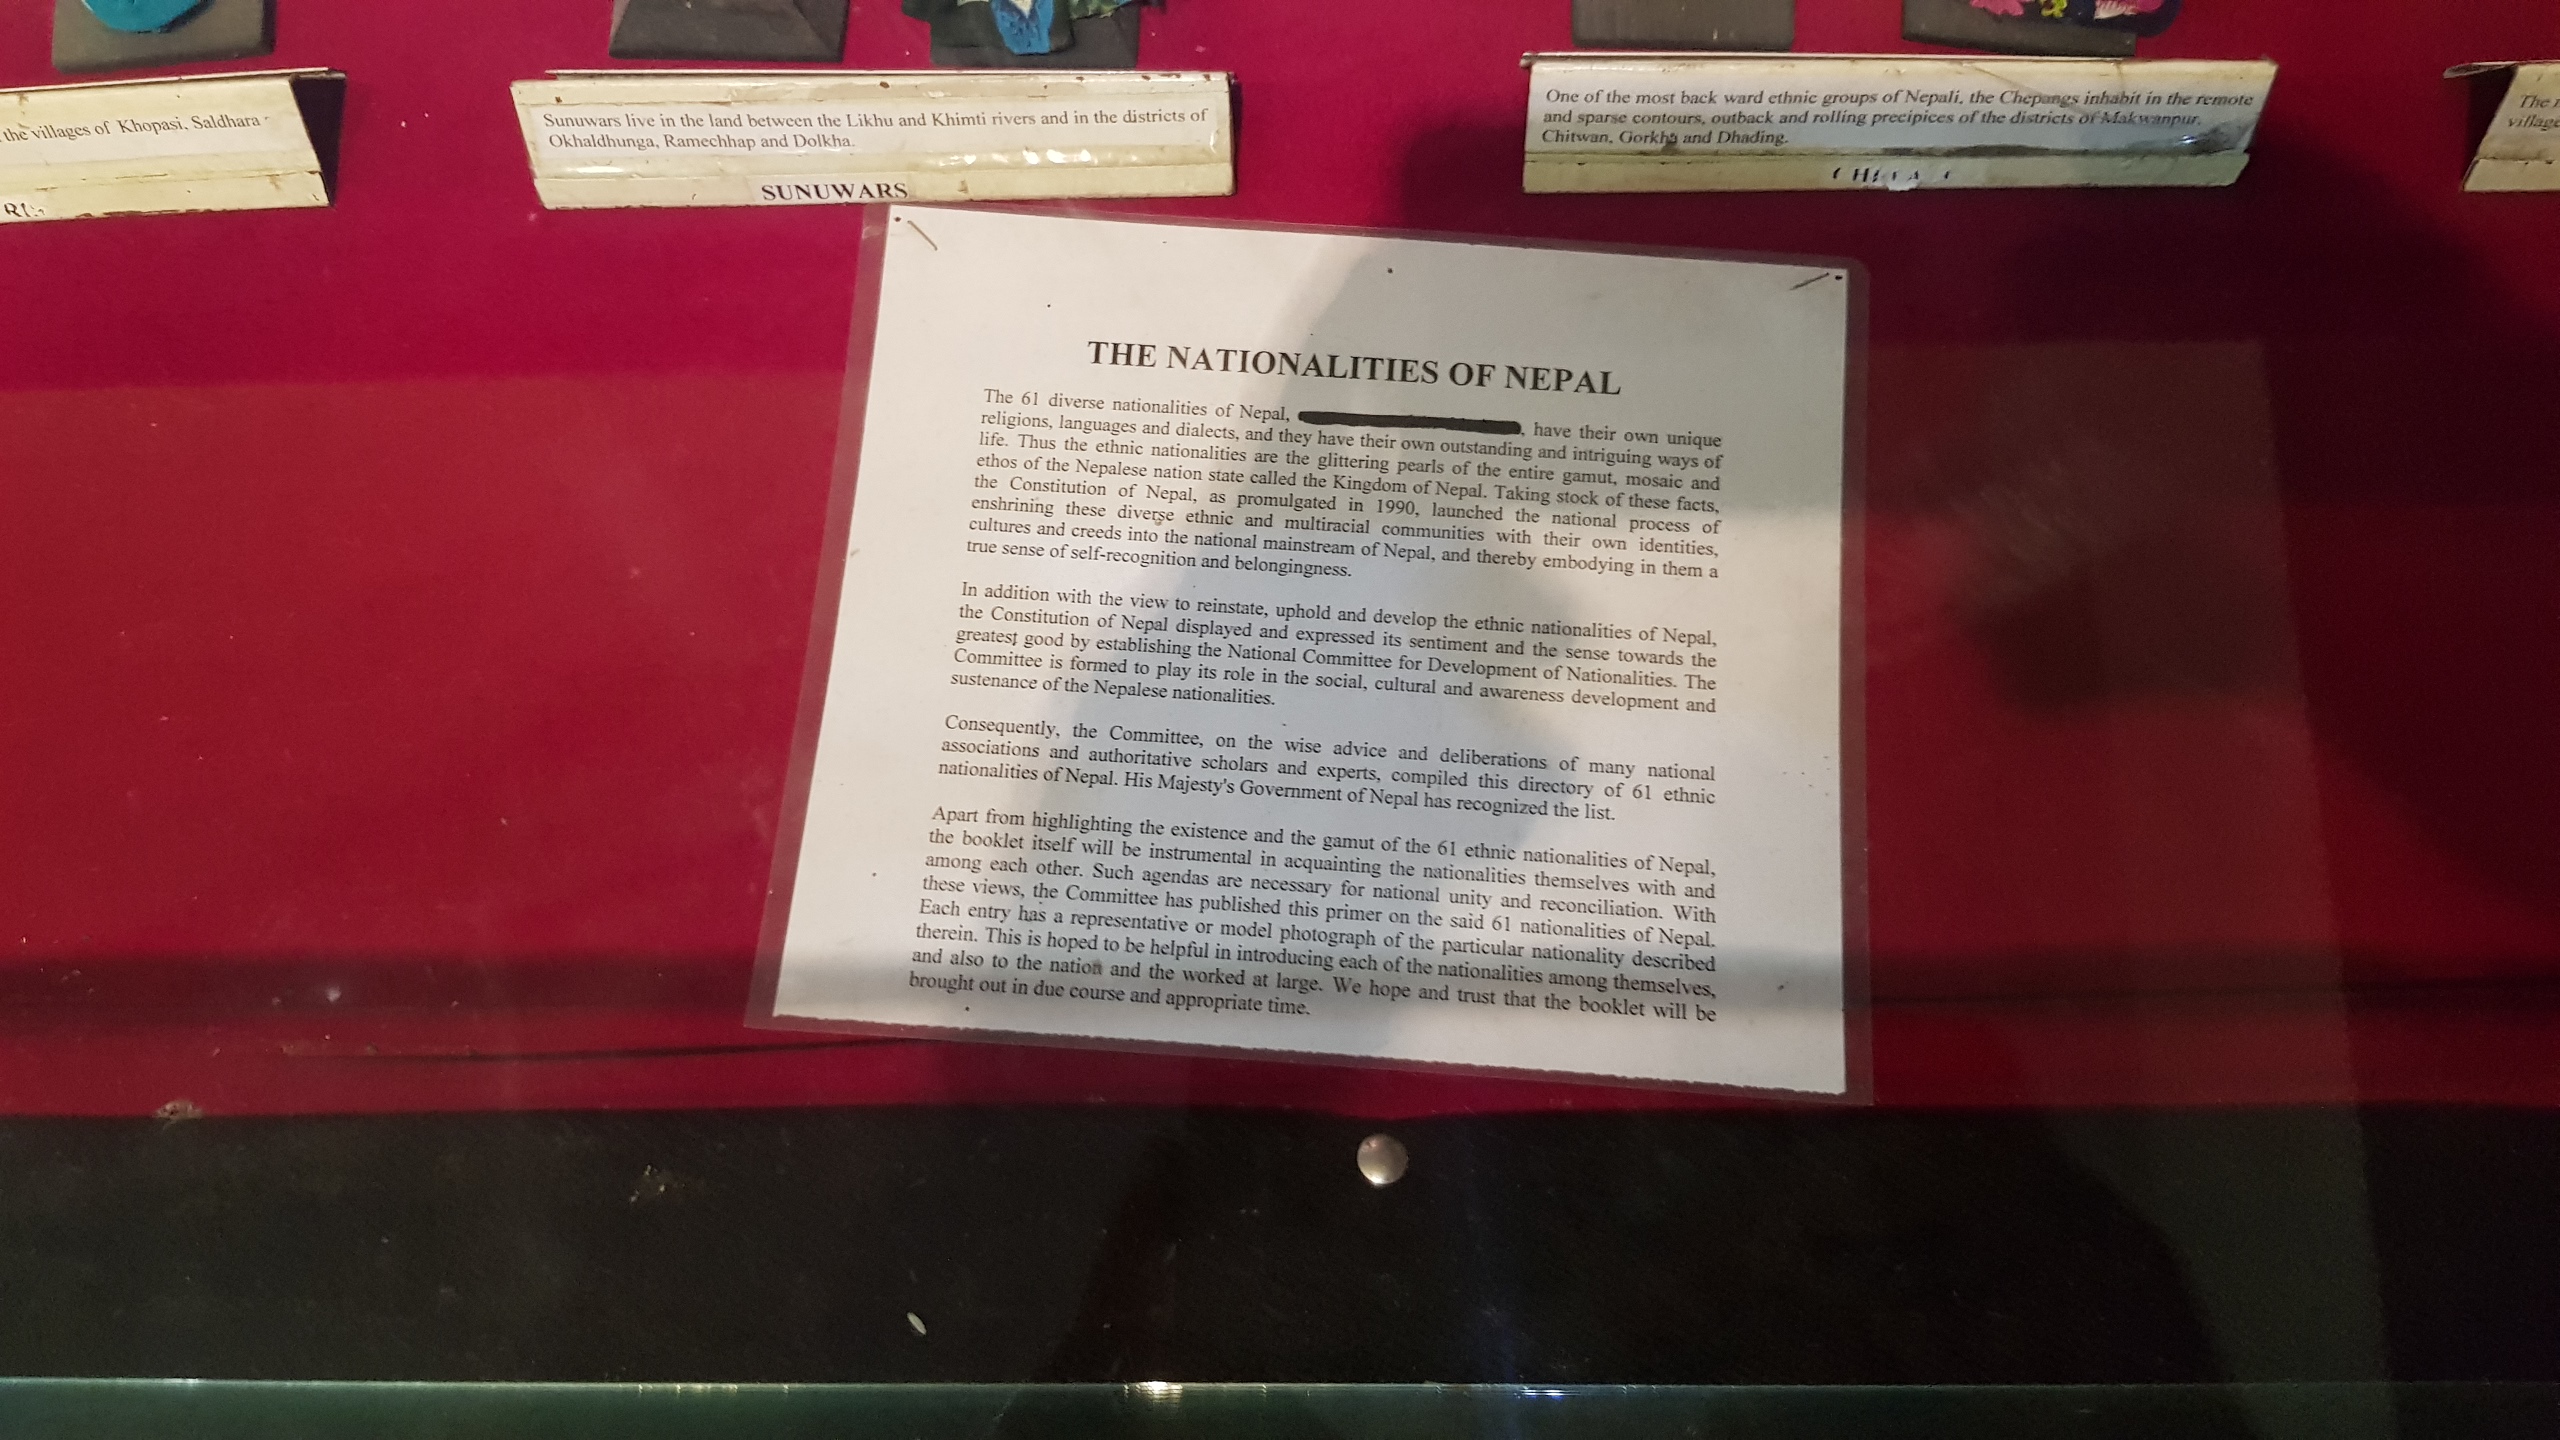 the villages of Khopasi, Saldhara
Sunuwars live in the land between the Likhu and Khimti rivers and in the districts of
Okhaldhunga, Ramechhap and Dolkha.
SUNUWARS
One of the most back ward ethnic groups of Nepali, the Chepangs inhabit in the remote
and sparse contours, outback and rolling precipices of the districts of Makwanpur,
Chitwan, Gorkha and Dhading.
The
village
THE NATIONALITIES OF NEPAL
The 61 diverse nationalities of Nepal, , have their own unique
religions, languages and dialects, and they have their own outstanding and intriguing ways of
life. Thus the ethnic nationalities are the glittering pearls of the entire gamut, mosaic and
ethos of the Nepalese nation state called the Kingdom of Nepal. Taking stock of these facts,
the Constitution of Nepal, as promulgated in 1990, launched the national process of
enshrining these diverse ethnic and multiracial communities with their own identities,
cultures and creeds into the national mainstream of Nepal, and thereby embodying in them a
true sense of self-recognition and belongingness.
In addition with the view to reinstate, uphold and develop the ethnic nationalities of Nepal,
the Constitution of Nepal displayed and expressed its sentiment and the sense towards the
greatest good by establishing the National Committee for Development of Nationalities. The
Committee is formed to play its role in the social, cultural and awareness development and
sustenance of the Nepalese nationalities.
Consequently, the Committee, on the wise advice and deliberations of many national
associations and authoritative scholars and experts, compiled this directory of 61 ethnic
nationalities of Nepal. His Majesty's Government of Nepal has recognized the list.
Apart from highlighting the existence and the gamut of the 61 ethnic nationalities of Nepal,
the booklet itself will be instrumental in acquainting the nationalities themselves with and
among each other. Such agendas are necessary for national unity and reconciliation. With
these views, the Committee has published this primer on the said 61 nationalities of Nepal.
Each entry has a representative or model photograph of the particular nationality described
therein. This is hoped to be helpful in introducing each of the nationalities among themselves,
and also to the nation and the worked at large. We hope and trust that the booklet will be
brought out in due course and appropriate time.